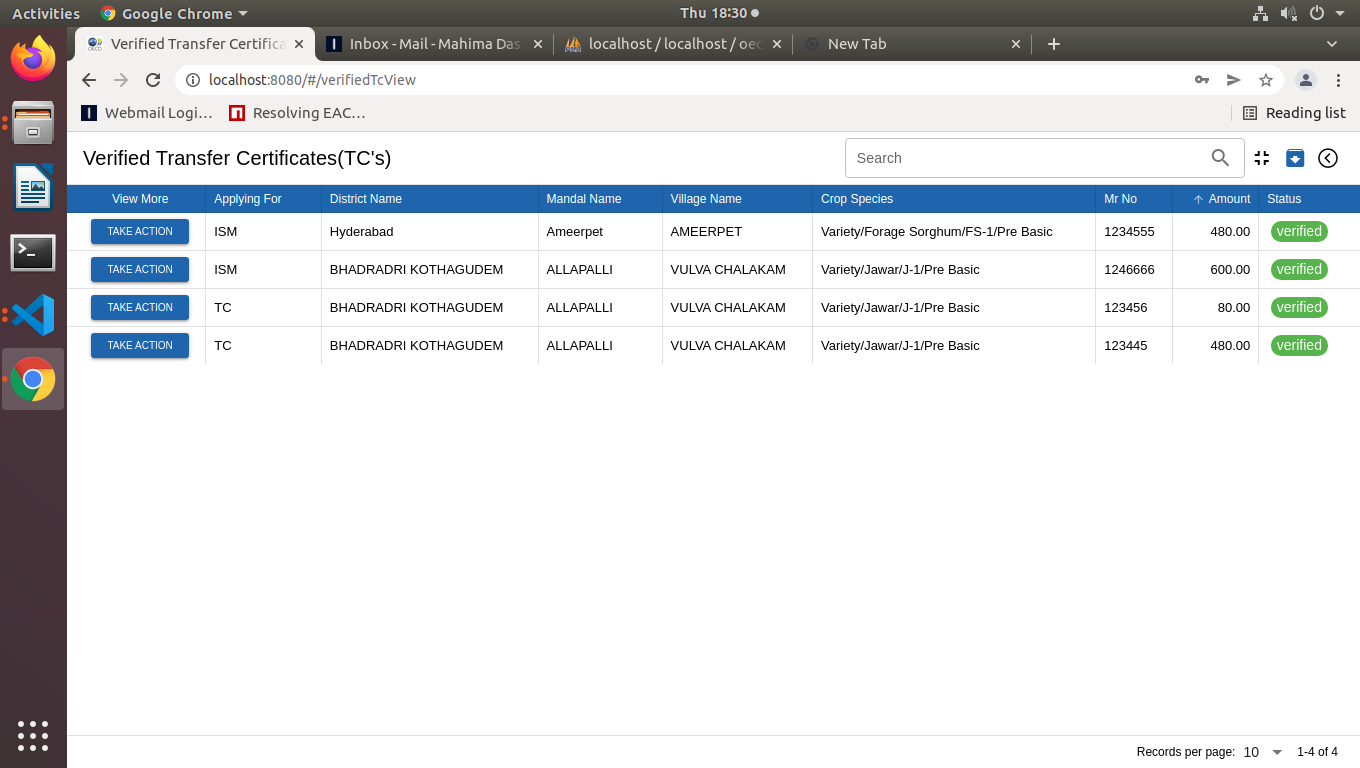 Activities Google Chrome Thu 18:30
Verified Transfer Certifica Inbox - Mail - Mahima Das localhost / localhost / oec New Tab
localhost:8080/#/verifiedTcView
Webmail Logi… Resolving EAC… Reading list
Verified Transfer Certificates(TC's) Search
View More Applying For District Name Mandal Name Village Name Crop Species Mr No Amount Status
TAKE ACTION ISM Hyderabad Ameerpet AMEERPET Variety/Forage Sorghum/FS-1/Pre Basic 1234555 480.00 verified
TAKE ACTION ISM BHADRADRI KOTHAGUDEM ALLAPALLI VULVA CHALAKAM Variety/Jawar/J-1/Pre Basic 1246666 600.00 verified
TAKE ACTION TC BHADRADRI KOTHAGUDEM ALLAPALLI VULVA CHALAKAM Variety/Jawar/J-1/Pre Basic 123456 80.00 verified
TAKE ACTION TC BHADRADRI KOTHAGUDEM ALLAPALLI VULVA CHALAKAM Variety/Jawar/J-1/Pre Basic 123445 480.00 verified
Records per page: 10 1-4 of 4